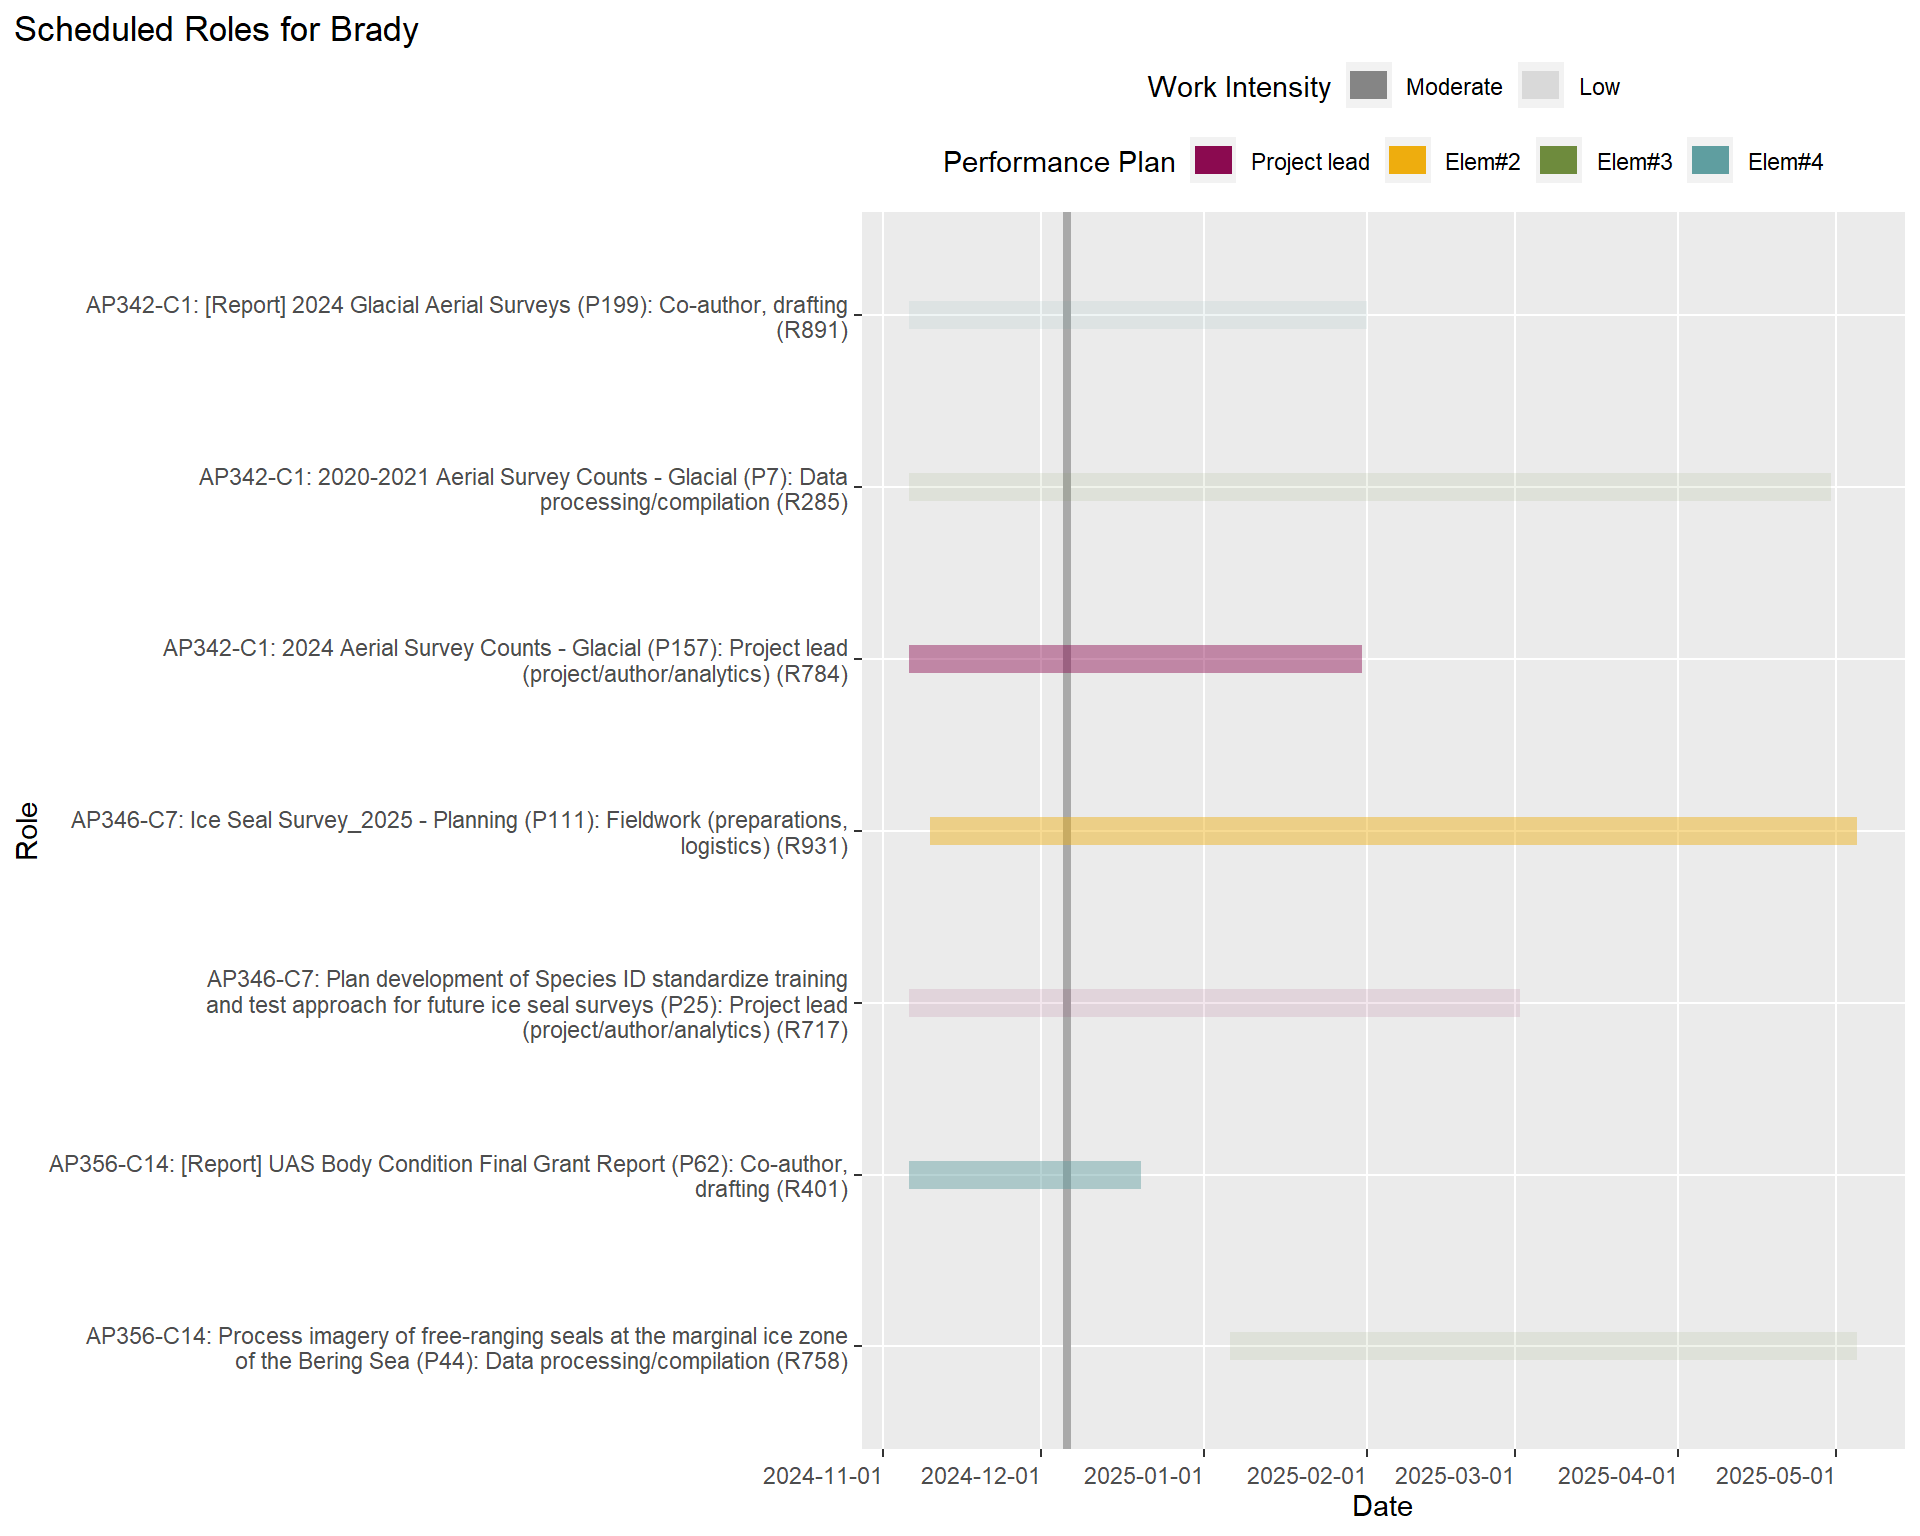 Scheduled Roles for Brady
Work Intensity Moderate Low
Performance Plan Project lead Elem#2 Elem#3 Elem#4
AP342-C1: [Report] 2024 Glacial Aerial Surveys (P199): Co-author, drafting
(R891)
AP342-C1: 2020-2021 Aerial Survey Counts - Glacial (P7): Data
processing/compilation (R285)
AP342-C1: 2024 Aerial Survey Counts - Glacial (P157): Project lead
(project/author/analytics) (R784)
Role
AP346-C7: Ice Seal Survey_2025 - Planning (P111): Fieldwork (preparations,
logistics) (R931)
AP346-C7: Plan development of Species ID standardize training
and test approach for future ice seal surveys (P25): Project lead
(project/author/analytics) (R717)
AP356-C14: [Report] UAS Body Condition Final Grant Report (P62): Co-author,
drafting (R401)
AP356-C14: Process imagery of free-ranging seals at the marginal ice zone
of the Bering Sea (P44): Data processing/compilation (R758)
2024-11-01 2024-12-01 2025-01-01 2025-02-01 2025-03-01 2025-04-01 2025-05-01
Date